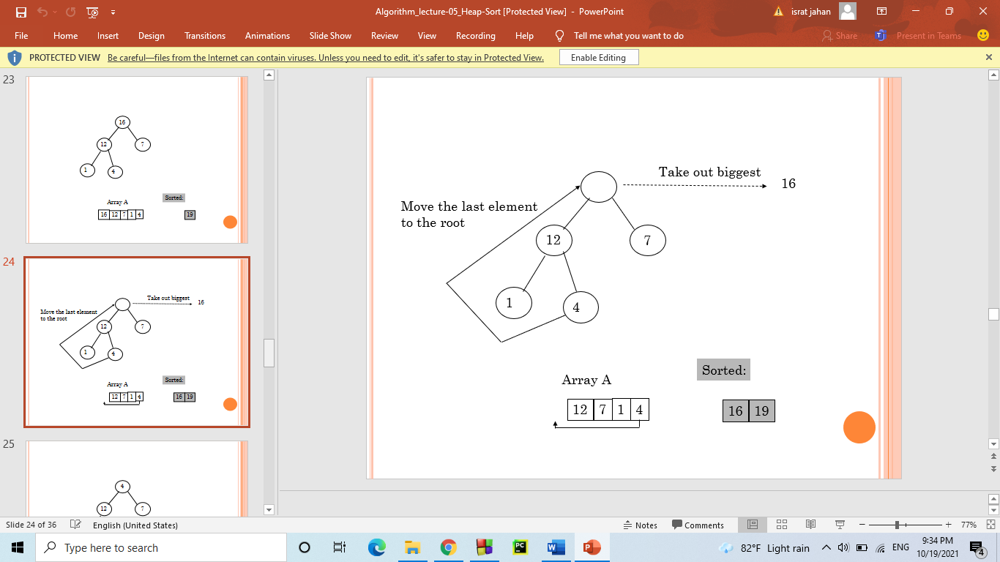 Algorithm_lecture-05_Heap-Sort [Protected View] - PowerPoint
israt jahan
File Home Insert Design Transitions Animations Slide Show Review View Recording Help Tell me what you want to do Share Present in Teams
PROTECTED VIEW Be careful—files from the Internet can contain viruses. Unless you need to edit, it's safer to stay in Protected View. Enable Editing
23
16
12 7
1 4
Array A Sorted:
16 12 7 1 4 19
24
Take out biggest 16
Move the last element
to the root
12 7
1 4
Array A Sorted:
12 7 1 4 16 19
25
4
12 7
Take out biggest 16
Move the last element
to the root
12 7
1 4
Sorted:
Array A
12 7 1 4 16 19
Slide 24 of 36 English (United States) Notes Comments 77%
Type here to search 82°F Light rain ENG 9:34 PM
10/19/2021 4